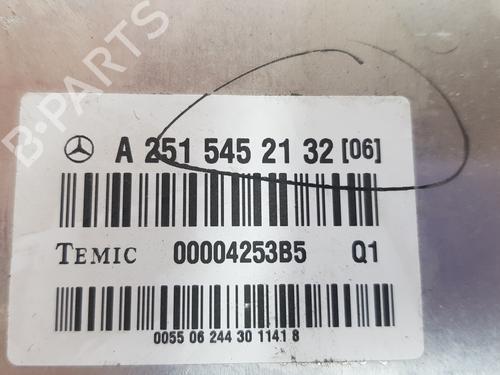 B-PARTS
A 251 545 21 32 [06]
TEMIC 00004253B5 Q1
0055 06 244 30 1141 8